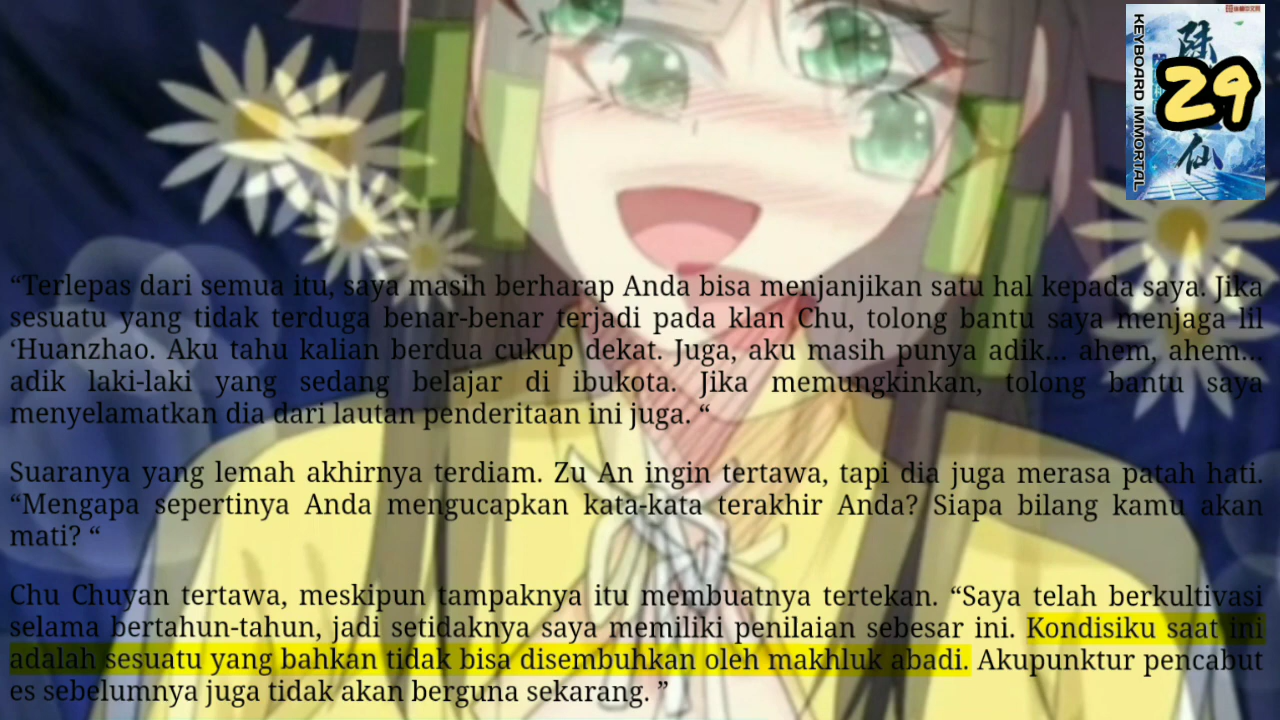 KEYBOARD IMMORTAL
陸
29
仙
“Terlepas dari semua itu, saya masih berharap Anda bisa menjanjikan satu hal kepada saya. Jika
sesuatu yang tidak terduga benar-benar terjadi pada klan Chu, tolong bantu saya menjaga lil
‘Huanzhao. Aku tahu kalian berdua cukup dekat. Juga, aku masih punya adik... ahem, ahem...
adik laki-laki yang sedang belajar di ibukota. Jika memungkinkan, tolong bantu saya
menyelamatkan dia dari lautan penderitaan ini juga. “
Suaranya yang lemah akhirnya terdiam. Zu An ingin tertawa, tapi dia juga merasa patah hati.
“Mengapa sepertinya Anda mengucapkan kata-kata terakhir Anda? Siapa bilang kamu akan
mati? “
Chu Chuyan tertawa, meskipun tampaknya itu membuatnya tertekan. “Saya telah berkultivasi
selama bertahun-tahun, jadi setidaknya saya memiliki penilaian sebesar ini. Kondisiku saat ini
adalah sesuatu yang bahkan tidak bisa disembuhkan oleh makhluk abadi. Akupunktur pencabut
es sebelumnya juga tidak akan berguna sekarang. ”